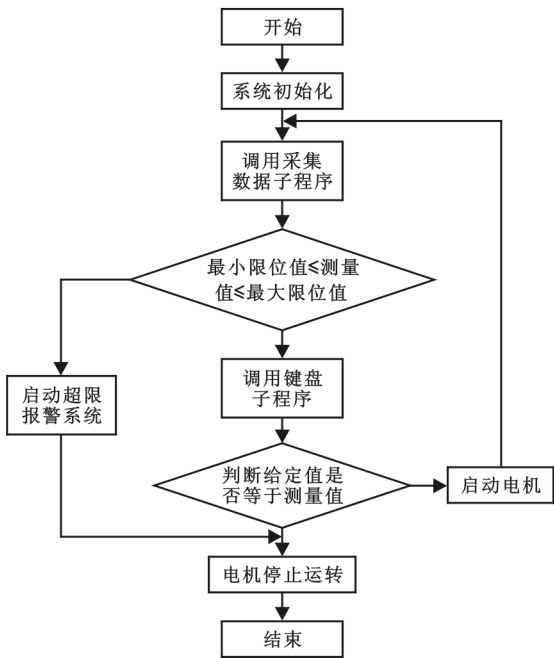 开始
系统初始化
调用采集
数据子程序
最小限位值≤测量
值≤最大限位值
启动超限
报警系统
调用键盘
子程序
判断给定值是
否等于测量值
启动电机
电机停止运转
结束